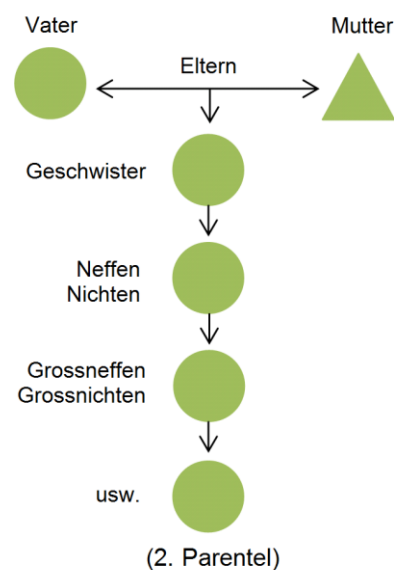 Vater
Mutter
Eltern
Geschwister
Neffen
Nichten
Grossneffen
Grossnichten
usw.
(2. Parentel)